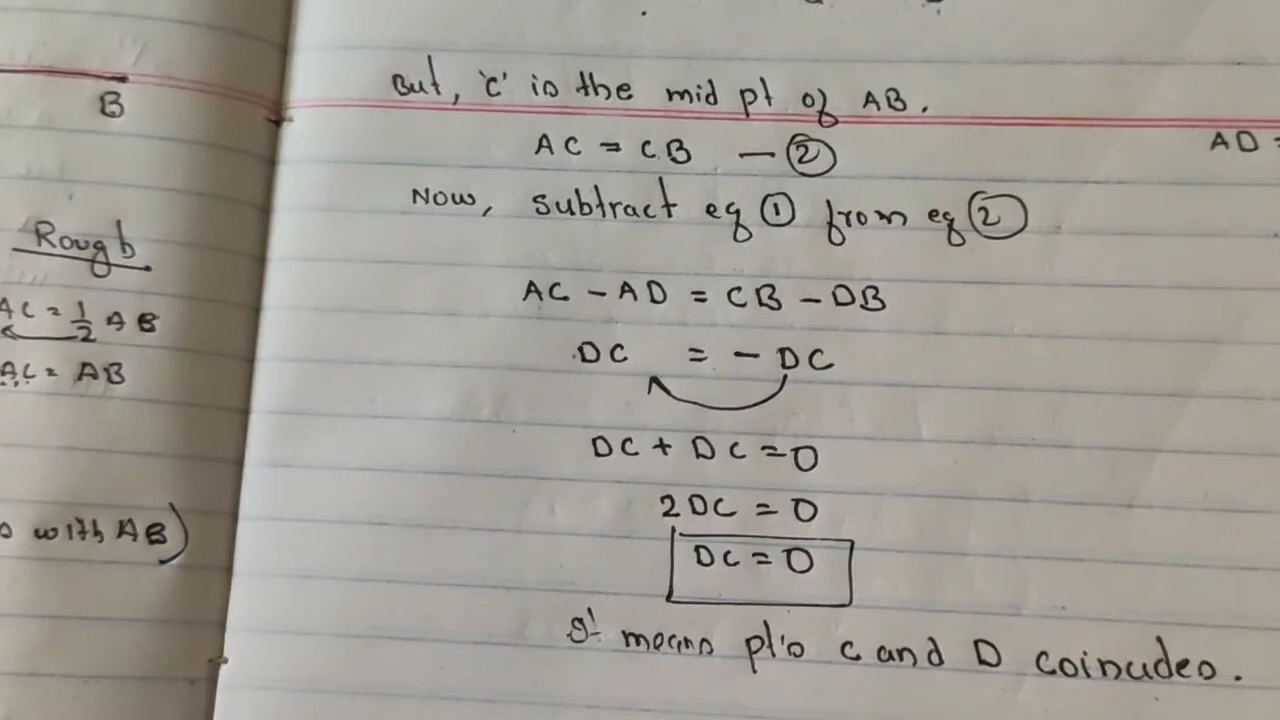 B
Rough
AC = 1/2 AB
AC = AB
with AB)
But, 'C' is the mid pt of AB.
AC = CB — ②
Now, subtract eq ① from eq ②
AC - AD = CB - DB
DC = - DC
DC + DC = 0
2DC = 0
DC = 0
It means pt's C and D coincides.
AD =